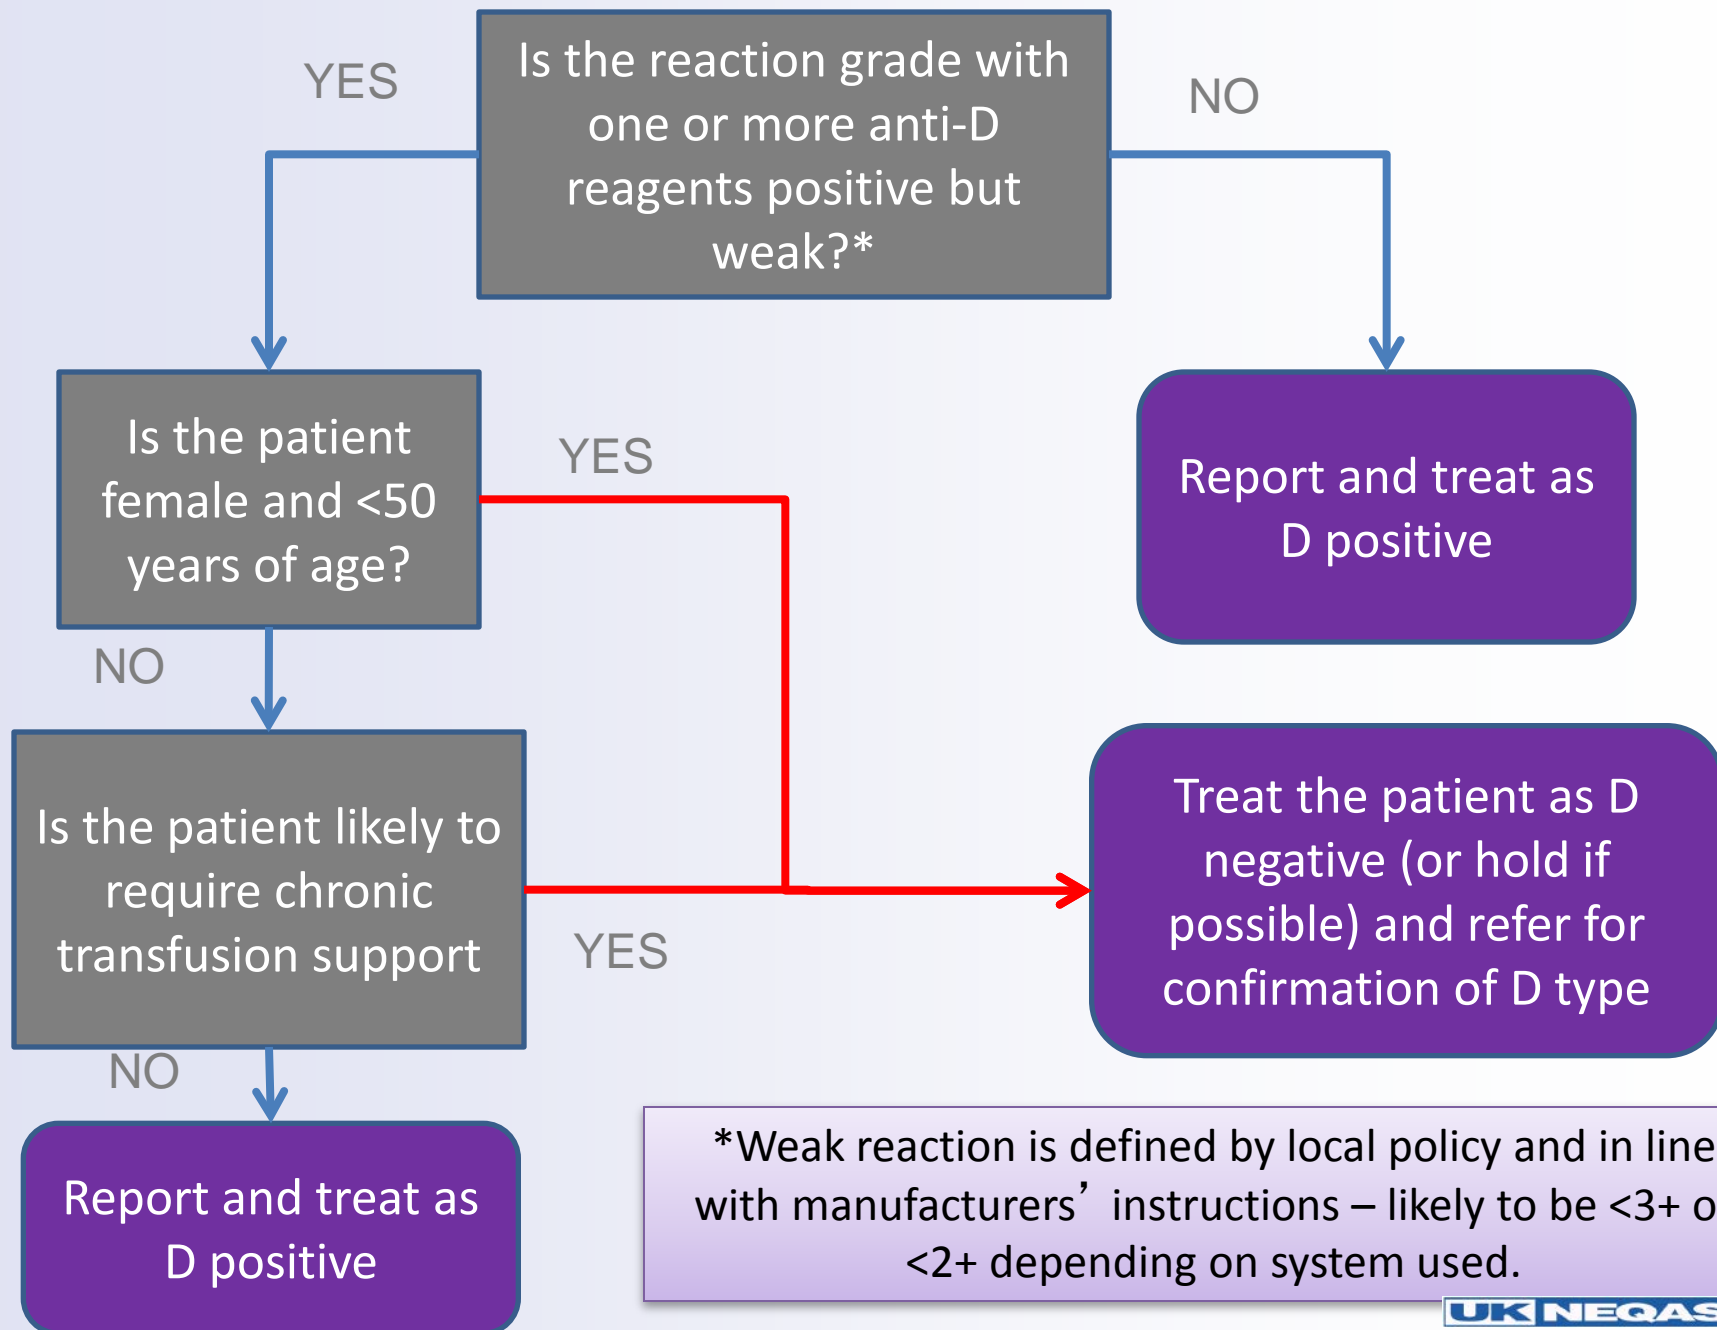 Is the reaction grade with
one or more anti-D
reagents positive but
weak?*
YES
NO
Is the patient
female and <50
years of age?
YES
Report and treat as
D positive
NO
Is the patient likely to
require chronic
transfusion support
YES
Treat the patient as D
negative (or hold if
possible) and refer for
confirmation of D type
NO
Report and treat as
D positive
*Weak reaction is defined by local policy and in line
with manufacturers’ instructions – likely to be <3+ o
<2+ depending on system used.
UK NEQAS